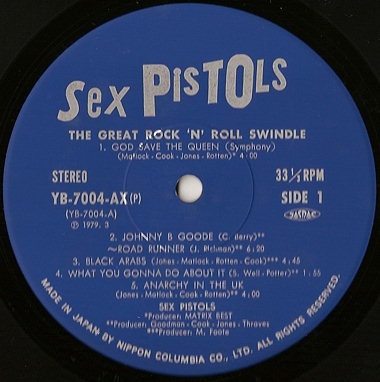 Sex PISTOLS
THE GREAT ROCK 'N' ROLL SWINDLE
1. GOD SAVE THE QUEEN (Symphony)
(Matlock - Cook - Jones - Rotten)* 4:00
STEREO
33⅓RPM
YB-7004-AX(P)
SIDE 1
(YB-7004-A)
Ⓟ 1979. 3
JASRAC
2. JOHNNY B GOODE (C. Berry)**
~ROAD RUNNER (J. Richman)** 6:20
3. BLACK ARABS (Jones - Matlock - Rotten - Cook)*** 4:45
4. WHAT YOU GONNA DO ABOUT IT (S. Well - Potter)* 1:55
5. ANARCHY IN THE UK
(Jones - Matlock - Cook - Rotten)* 4:00
SEX PISTOLS
*Producer: MATRIX BEST
**Producer: Goodman - Cook - Jones - Thraves
***Producer: M. Foote
MADE IN JAPAN BY NIPPON COLUMBIA CO., LTD. ALL RIGHTS RESERVED.